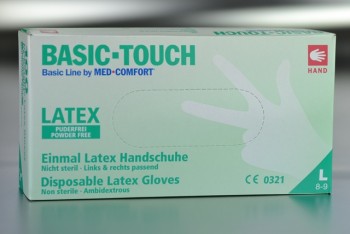 BASIC-TOUCH
Basic Line by MED-COMFORT
HAND
LATEX
PUDERFREI
POWDER FREE
Einmal Latex Handschuhe
Nicht steril - Links & rechts passend
Disposable Latex Gloves
Non sterile - Ambidextrous
CE 0321
L
8-9